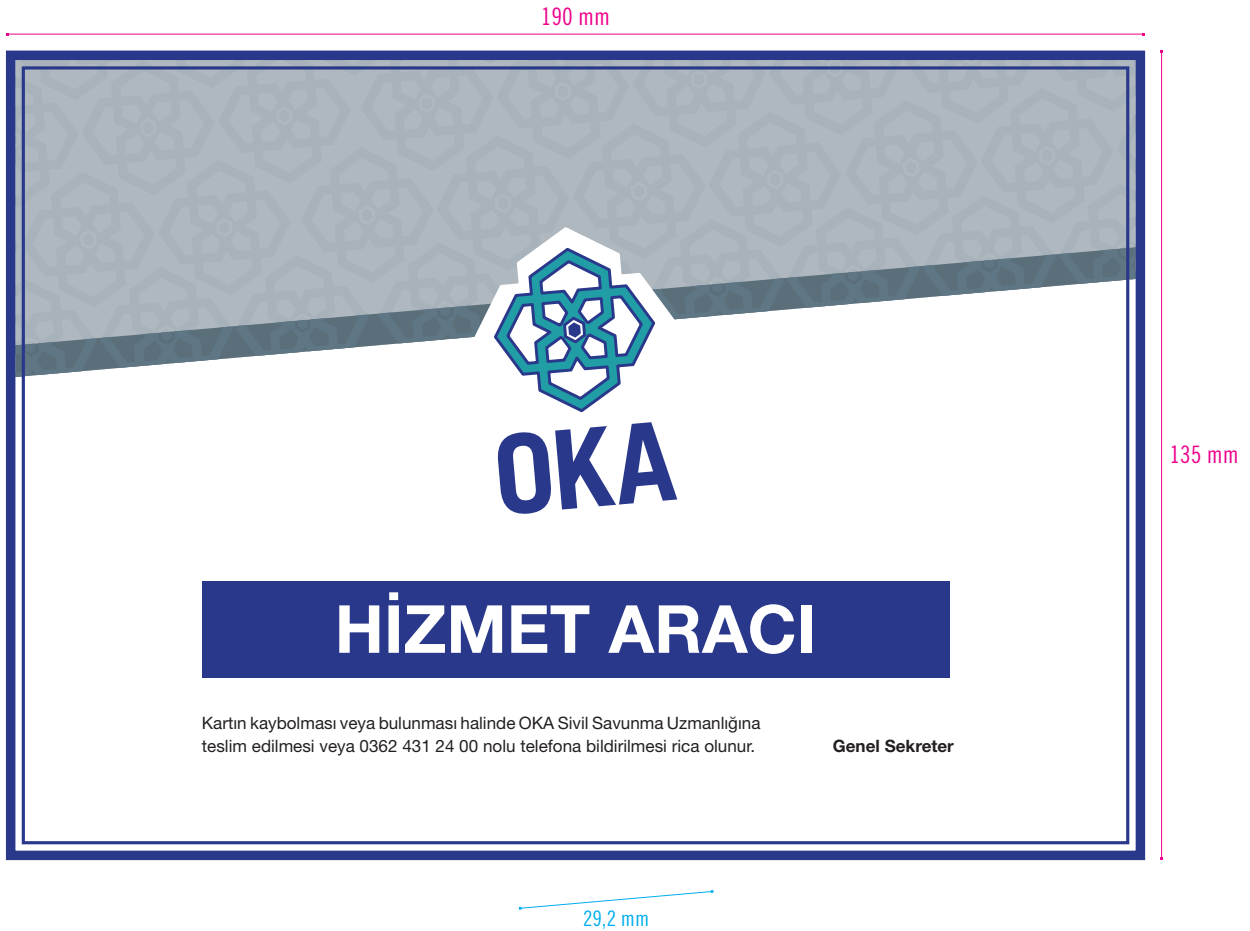 190 mm
135 mm
OKA
HİZMET ARACI
Kartın kaybolması veya bulunması halinde OKA Sivil Savunma Uzmanlığına
teslim edilmesi veya 0362 431 24 00 nolu telefona bildirilmesi rica olunur.
Genel Sekreter
29,2 mm